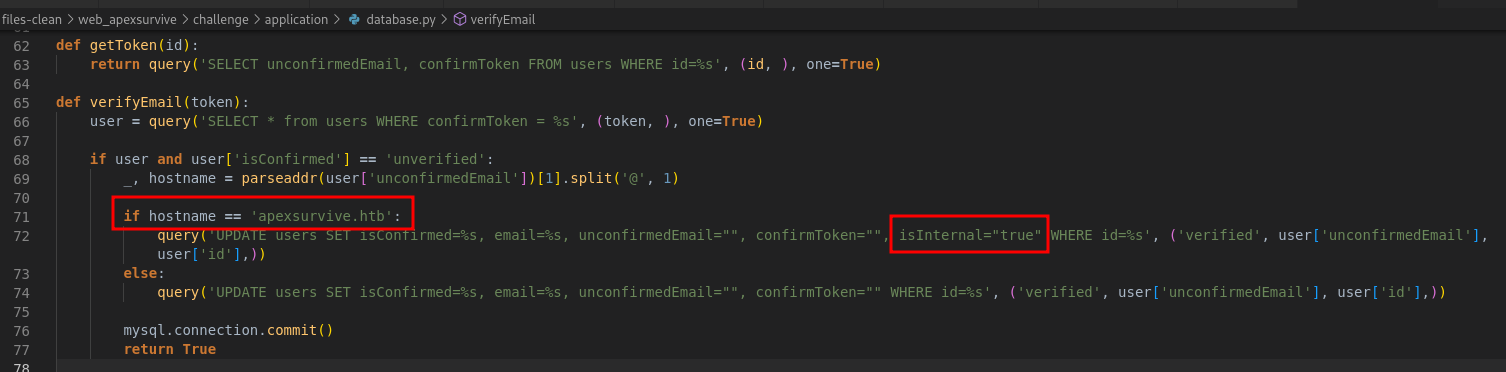 files-clean > web_apexsurvive > challenge > application > database.py > verifyEmail
62 def getToken(id):
63     return query('SELECT unconfirmedEmail, confirmToken FROM users WHERE id=%s', (id, ), one=True)
64
65 def verifyEmail(token):
66     user = query('SELECT * from users WHERE confirmToken = %s', (token, ), one=True)
67
68     if user and user['isConfirmed'] == 'unverified':
69         _, hostname = parseaddr(user['unconfirmedEmail'])[1].split('@', 1)
70
71         if hostname == 'apexsurvive.htb':
72             query('UPDATE users SET isConfirmed=%s, email=%s, unconfirmedEmail="", confirmToken="", isInternal="true" WHERE id=%s', ('verified', user['unconfirmedEmail'],
            user['id'],))
73         else:
74             query('UPDATE users SET isConfirmed=%s, email=%s, unconfirmedEmail="", confirmToken="" WHERE id=%s', ('verified', user['unconfirmedEmail'], user['id'],))
75
76         mysql.connection.commit()
77         return True
78